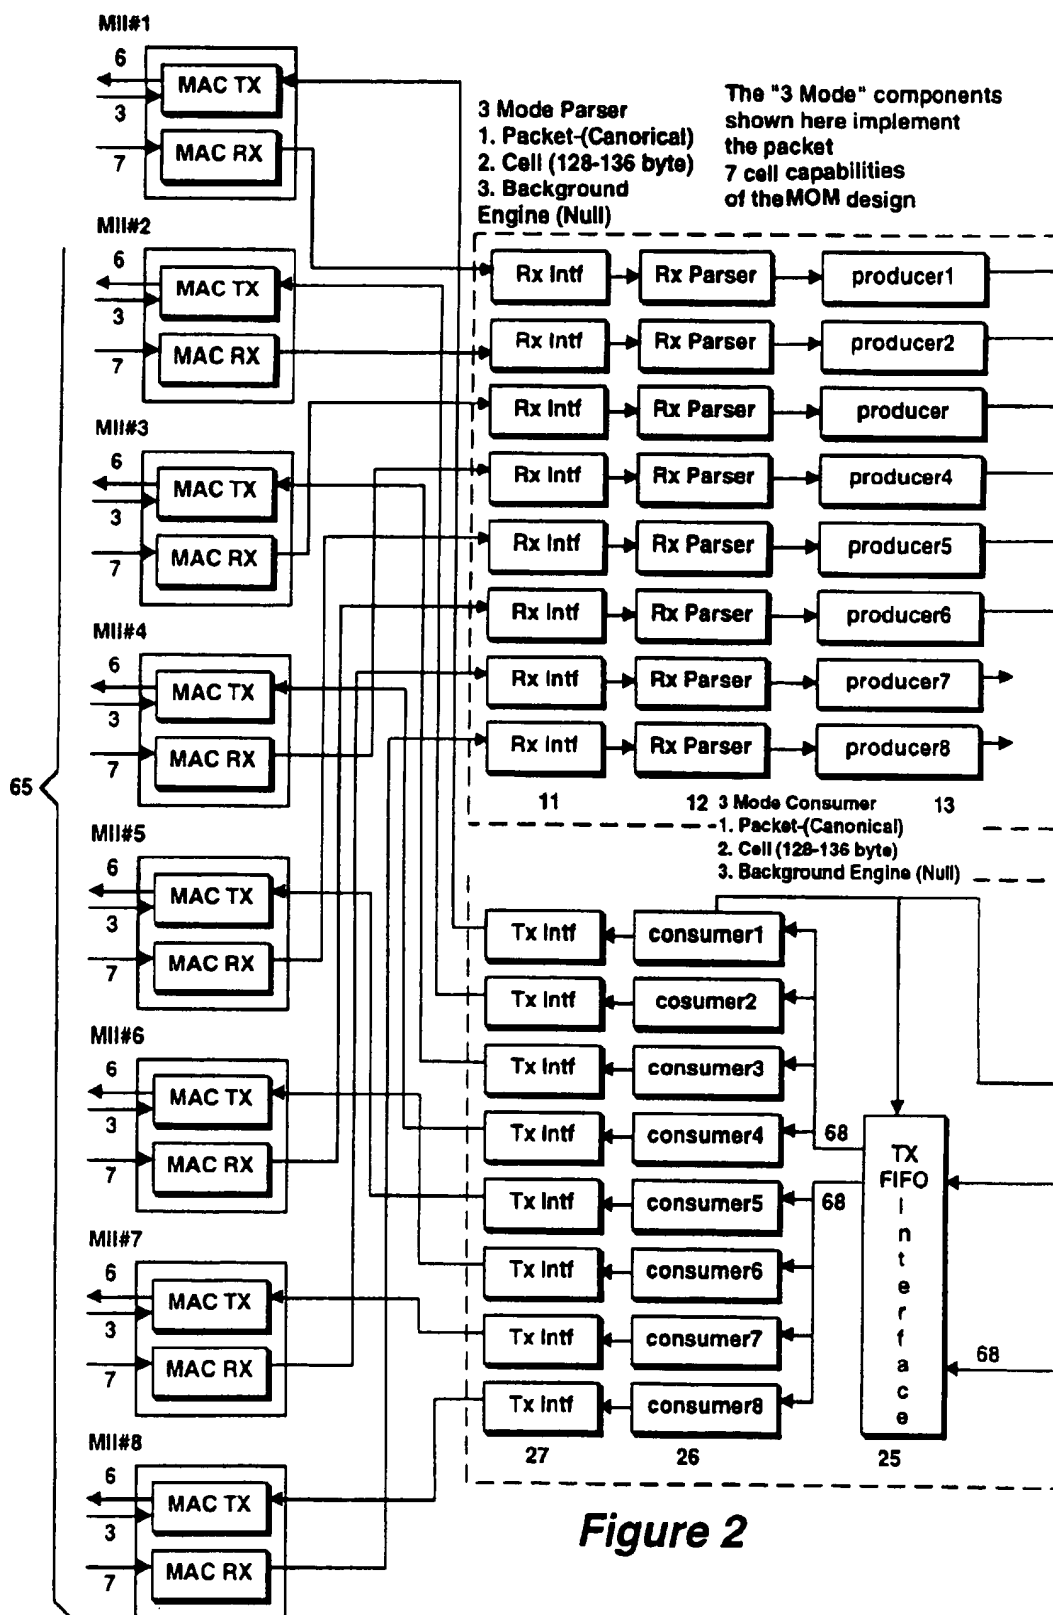 MII#1
6
MAC TX
3
MAC RX
7
3 Mode Parser
1. Packet-(Canorical)
2. Cell (128-136 byte)
3. Background
Engine (Null)
The "3 Mode" components
shown here implement
the packet
7 cell capabilities
of theMOM design
MII#2
6
MAC TX
3
MAC RX
7
MII#3
6
MAC TX
3
MAC RX
7
MII#4
6
MAC TX
3
MAC RX
7
65
MII#5
6
MAC TX
3
MAC RX
7
MII#6
6
MAC TX
3
MAC RX
7
MII#7
6
MAC TX
3
MAC RX
7
MII#8
6
MAC TX
3
MAC RX
7
Rx Intf Rx Parser producer1
Rx Intf Rx Parser producer2
Rx Intf Rx Parser producer
Rx Intf Rx Parser producer4
Rx Intf Rx Parser producer5
Rx Intf Rx Parser producer6
Rx Intf Rx Parser producer7
Rx Intf Rx Parser producer8
11 12 13
3 Mode Consumer
1. Packet-(Canonical)
2. Cell (128-136 byte)
3. Background Engine (Null)
Tx Intf consumer1
Tx Intf cosumer2
Tx Intf consumer3
Tx Intf consumer4
Tx Intf consumer5
Tx Intf consumer6
Tx Intf consumer7
Tx Intf consumer8
68
68
TX
FIFO
I
n
t
e
r
f
a
c
e
68
27 26 25
Figure 2